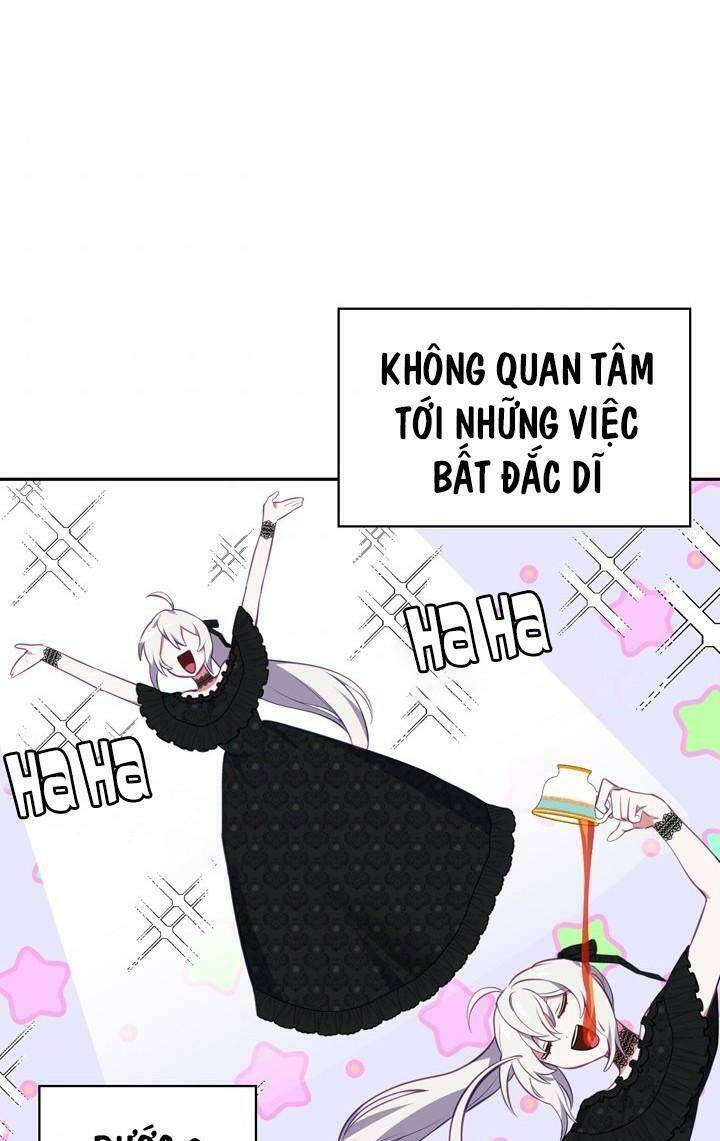 KHÔNG QUAN TÂM
TỚI NHỮNG VIỆC
BẤT ĐẮC DĨ
Ha Ha
Ha Ha